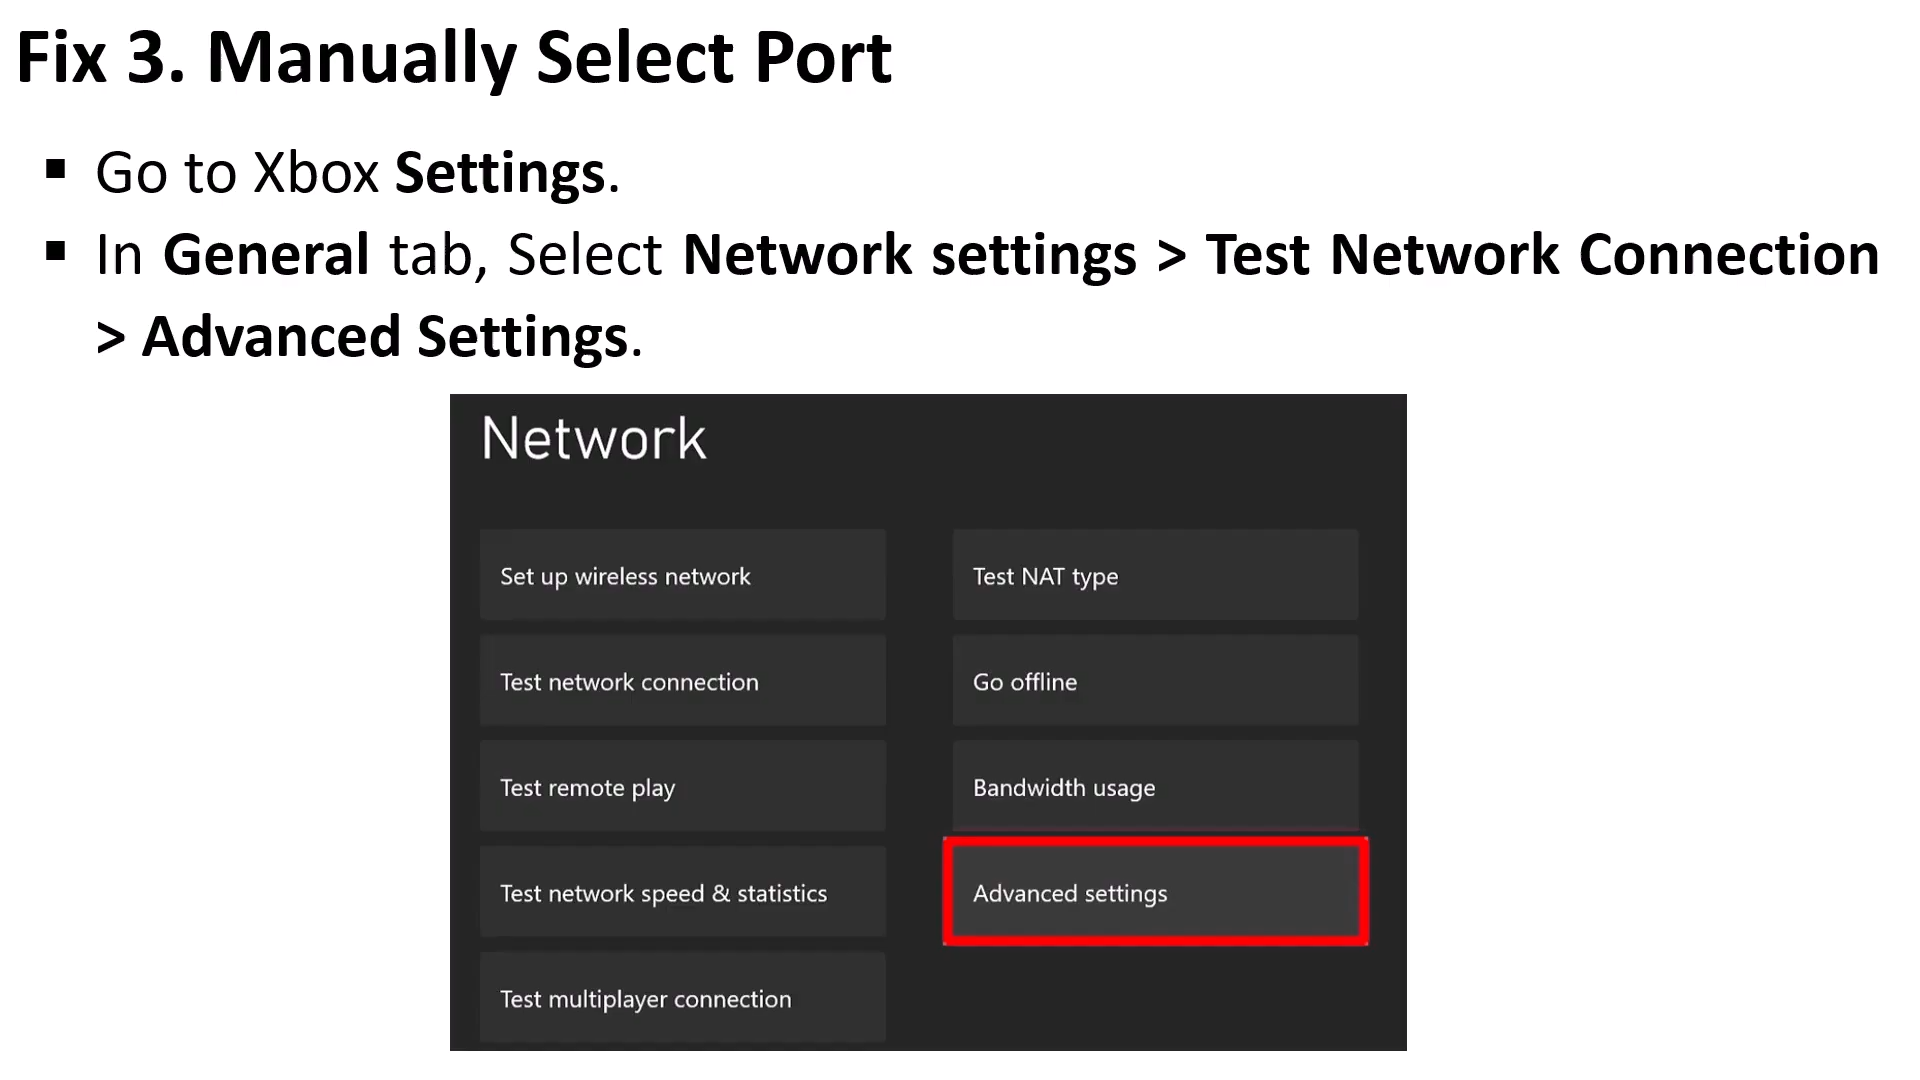 Fix 3. Manually Select Port
▪ Go to Xbox Settings.
▪ In General tab, Select Network settings > Test Network Connection
> Advanced Settings.
Network
Set up wireless network
Test network connection
Test remote play
Test network speed & statistics
Test multiplayer connection
Test NAT type
Go offline
Bandwidth usage
Advanced settings